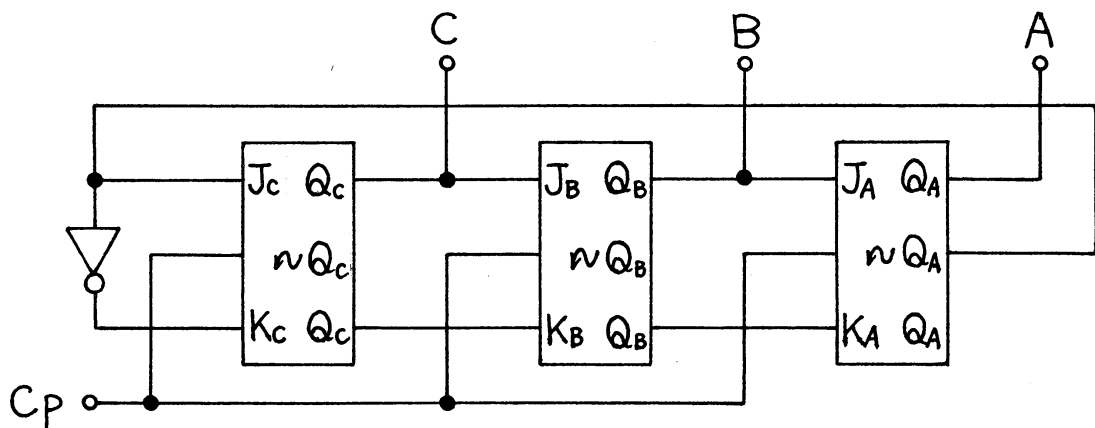 C B A
JC QC JB QB JA QA
~QC ~QB ~QA
KC QC KB QB KA QA
Cp